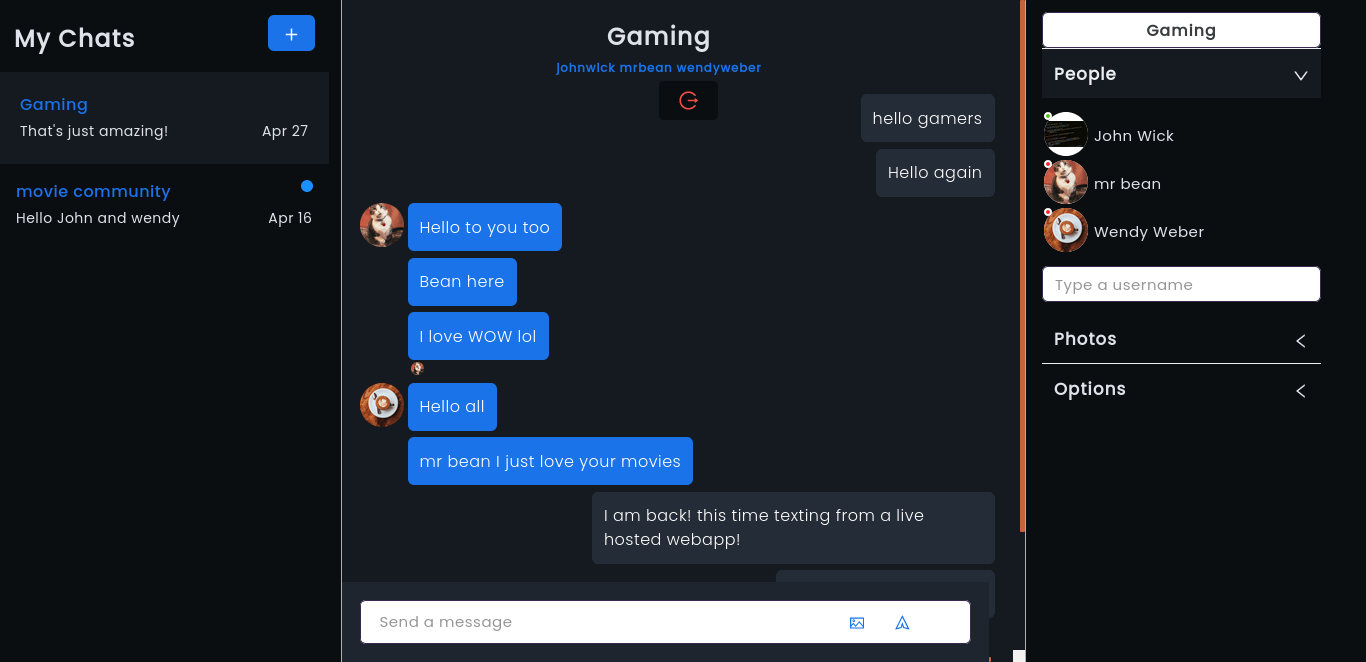 My Chats
+
Gaming
That's just amazing!
Apr 27
movie community
Hello John and wendy
Apr 16
Gaming
johnwick mrbean wendyweber
hello gamers
Hello again
Hello to you too
Bean here
I love WOW lol
Hello all
mr bean I just love your movies
I am back! this time texting from a live
hosted webapp!
Send a message
Gaming
People
John Wick
mr bean
Wendy Weber
Type a username
Photos
Options